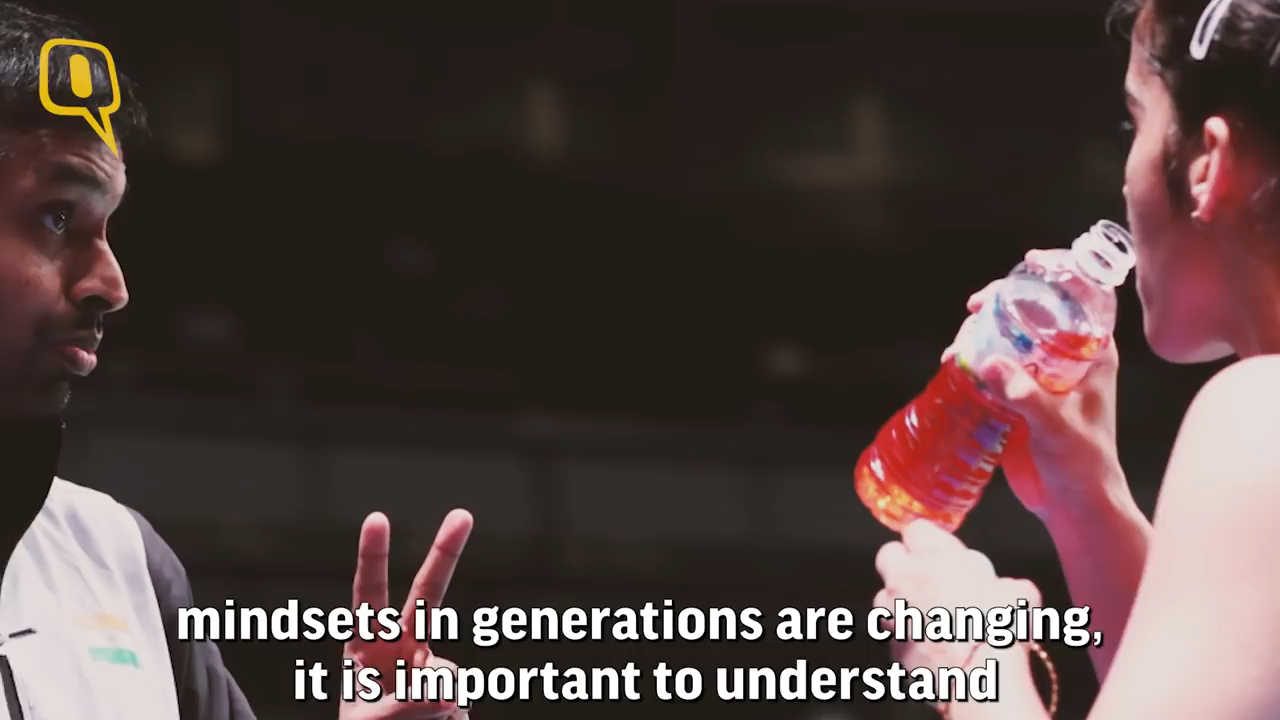 mindsets in generations are changing,
it is important to understand